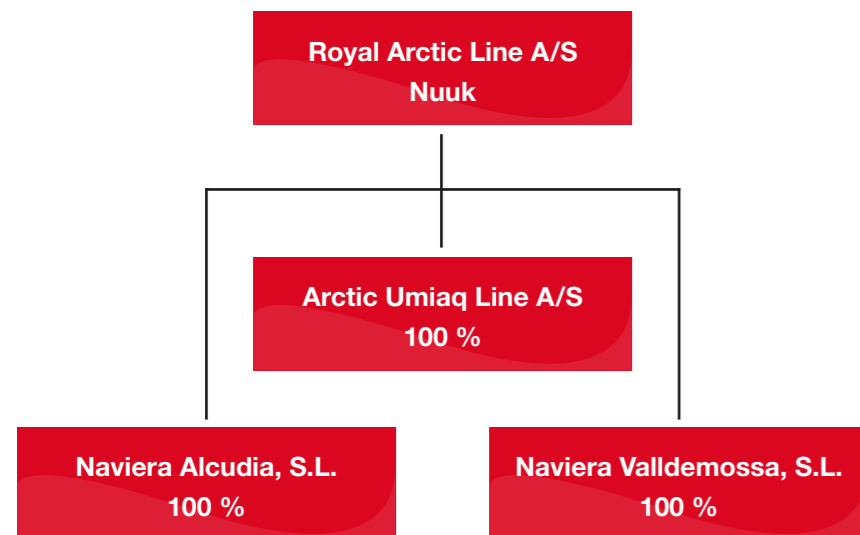 Royal Arctic Line A/S
Nuuk
Arctic Umiaq Line A/S
100 %
Naviera Alcudia, S.L.
100 %
Naviera Valldemossa, S.L.
100 %